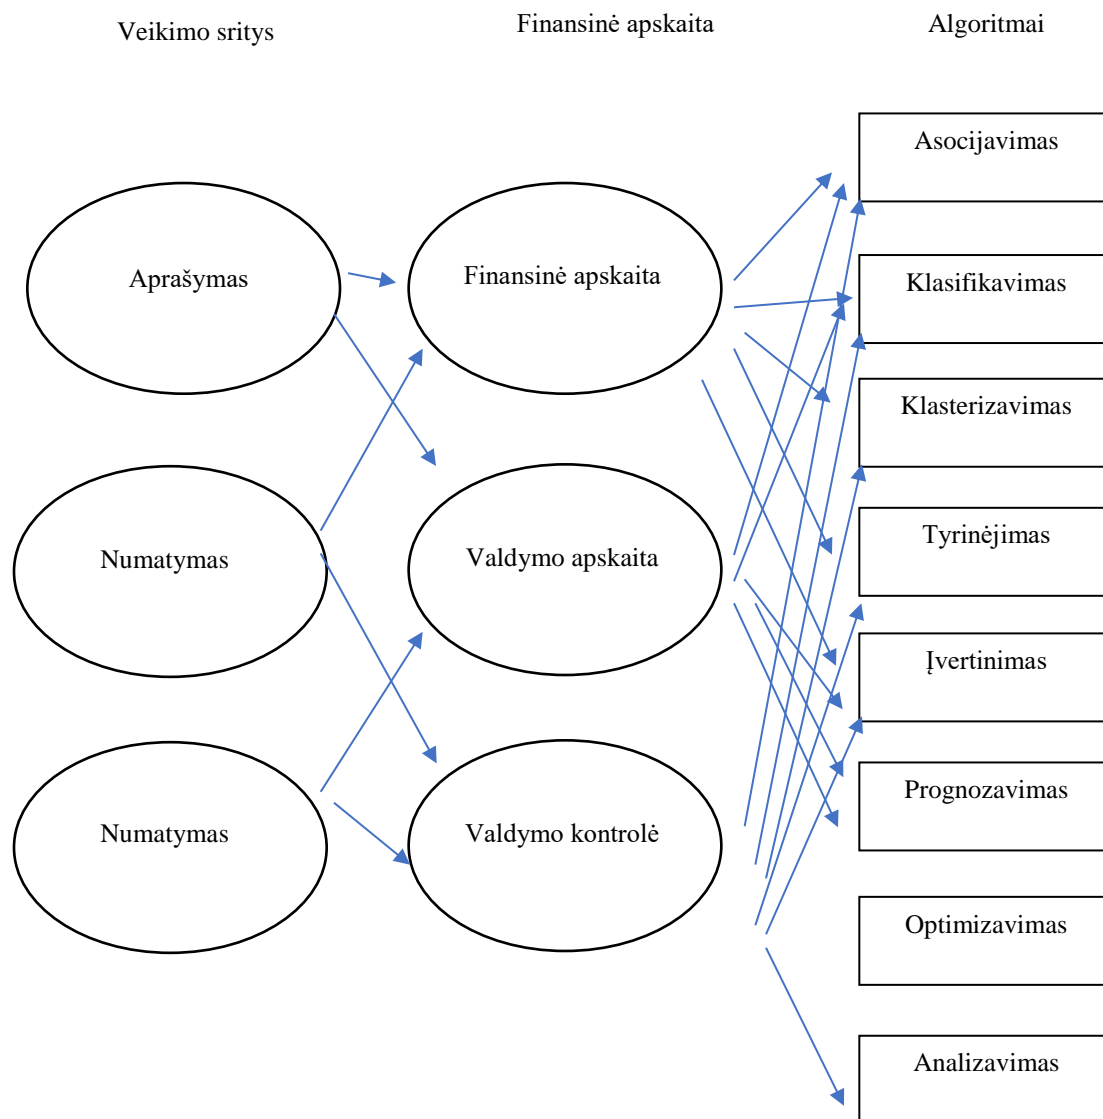 Veikimo sritys
Finansinė apskaita
Algoritmai
Aprašymas
Numatymas
Numatymas
Finansinė apskaita
Valdymo apskaita
Valdymo kontrolė
Asocijavimas
Klasifikavimas
Klasterizavimas
Tyrinėjimas
Įvertinimas
Prognozavimas
Optimizavimas
Analizavimas